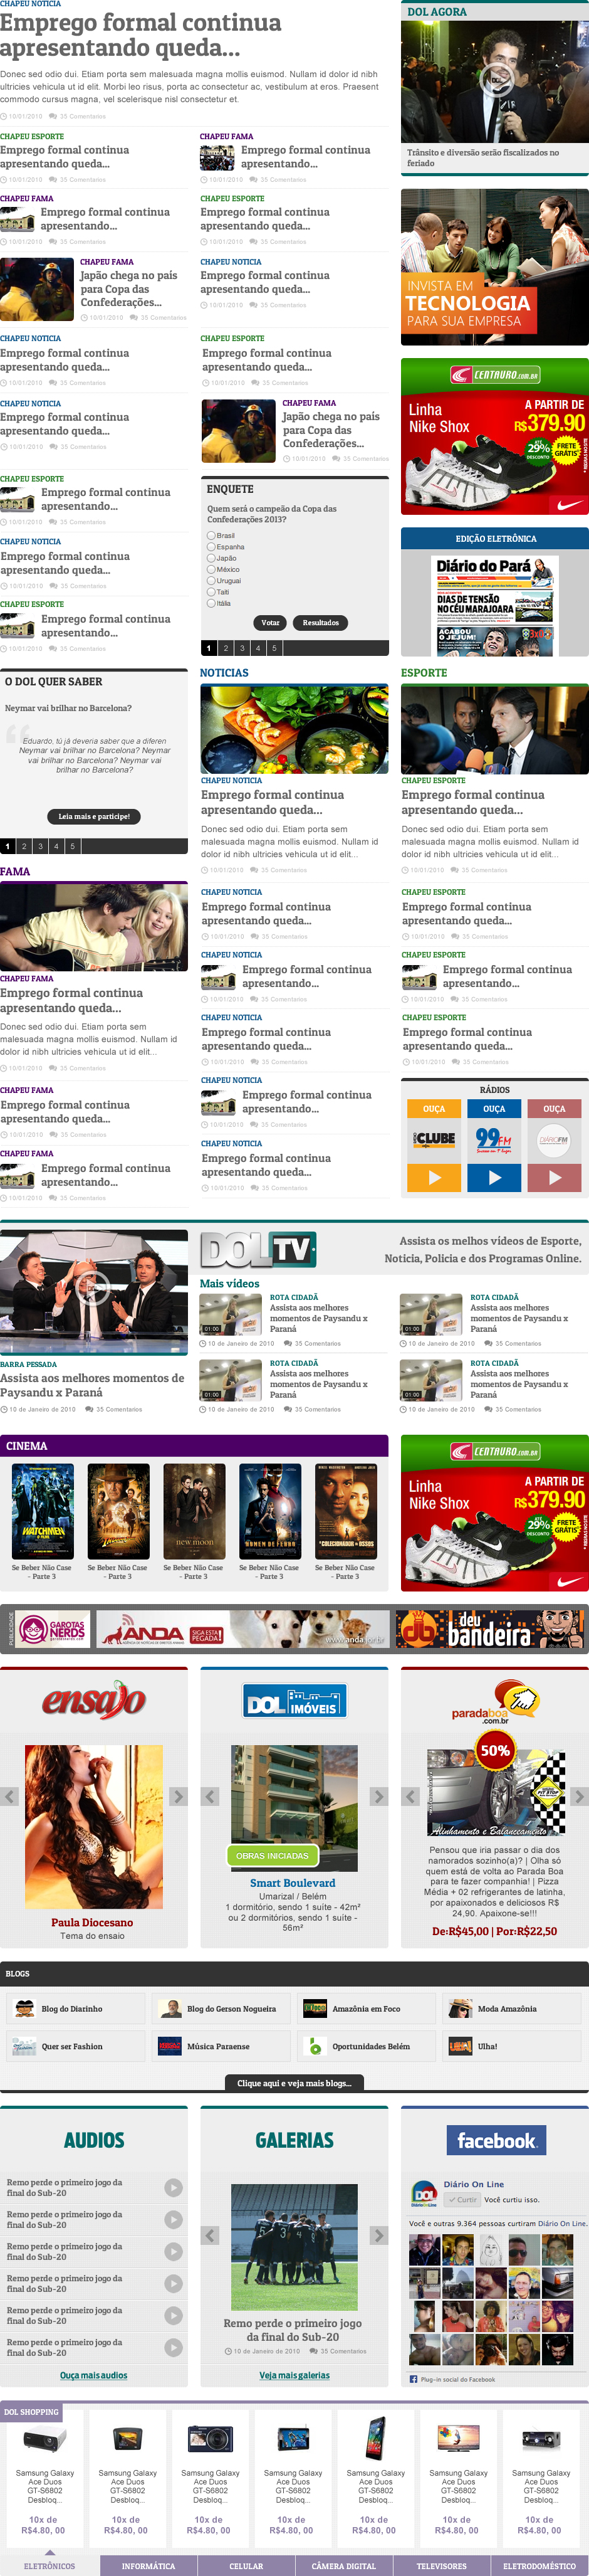 CHAPEU NOTICIA
Emprego formal continua
apresentando queda...
Donec sed odio dui. Etiam porta sem malesuada magna mollis euismod. Nullam id dolor id nibh
ultricies vehicula ut id elit. Morbi leo risus, porta ac consectetur ac, vestibulum at eros. Praesent
commodo cursus magna, vel scelerisque nisl consectetur et.
10/01/2010 35 Comentarios
DOL AGORA
Trânsito e diversão serão fiscalizados no
feriado
CHAPEU ESPORTE
Emprego formal continua
apresentando queda...
10/01/2010 35 Comentarios
CHAPEU FAMA
Emprego formal continua
apresentando...
10/01/2010 35 Comentarios
CHAPEU FAMA
Emprego formal continua
apresentando...
10/01/2010 35 Comentarios
CHAPEU ESPORTE
Emprego formal continua
apresentando queda...
10/01/2010 35 Comentarios
CHAPEU FAMA
Japão chega no país
para Copa das
Confederações...
10/01/2010 35 Comentarios
CHAPEU NOTICIA
Emprego formal continua
apresentando queda...
10/01/2010 35 Comentarios
INVISTA EM
TECNOLOGIA
PARA SUA EMPRESA
CHAPEU NOTICIA
Emprego formal continua
apresentando queda...
10/01/2010 35 Comentarios
CHAPEU ESPORTE
Emprego formal continua
apresentando queda...
10/01/2010 35 Comentarios
CHAPEU NOTICIA
Emprego formal continua
apresentando queda...
10/01/2010 35 Comentarios
CHAPEU FAMA
Japão chega no país
para Copa das
Confederações...
10/01/2010 35 Comentarios
CENTAURO.COM.BR
Linha
Nike Shox
A PARTIR DE
R$379,90
ATÉ
29%
DESCONTO
FRETE
GRÁTIS*
CHAPEU ESPORTE
Emprego formal continua
apresentando...
10/01/2010 35 Comentarios
CHAPEU NOTICIA
Emprego formal continua
apresentando queda...
10/01/2010 35 Comentarios
CHAPEU ESPORTE
Emprego formal continua
apresentando...
10/01/2010 35 Comentarios
ENQUETE
Quem será o campeão da Copa das
Confederações 2013?
Brasil
Espanha
Japão
México
Uruguai
Taiti
Itália
Votar Resultados
1 2 3 4 5
EDIÇÃO ELETRÔNICA
Diário do Pará
DIAS DE TENSÃO
NO CÉU MARAJOARA
ACABOU
O JEJUM!
3x0
O DOL QUER SABER
Neymar vai brilhar no Barcelona?
Eduardo, tú já deveria saber que a diferen
Neymar vai brilhar no Barcelona? Neymar
vai brilhar no Barcelona? Neymar vai
brilhar no Barcelona?
Leia mais e participe!
1 2 3 4 5
NOTICIAS
CHAPEU NOTICIA
Emprego formal continua
apresentando queda...
Donec sed odio dui. Etiam porta sem
malesuada magna mollis euismod. Nullam id
dolor id nibh ultricies vehicula ut id elit...
10/01/2010 35 Comentarios
CHAPEU NOTICIA
Emprego formal continua
apresentando queda...
10/01/2010 35 Comentarios
CHAPEU NOTICIA
Emprego formal continua
apresentando...
10/01/2010 35 Comentarios
CHAPEU NOTICIA
Emprego formal continua
apresentando queda...
10/01/2010 35 Comentarios
CHAPEU NOTICIA
Emprego formal continua
apresentando...
10/01/2010 35 Comentarios
CHAPEU NOTICIA
Emprego formal continua
apresentando queda...
10/01/2010 35 Comentarios
ESPORTE
CHAPEU ESPORTE
Emprego formal continua
apresentando queda...
Donec sed odio dui. Etiam porta sem
malesuada magna mollis euismod. Nullam id
dolor id nibh ultricies vehicula ut id elit...
10/01/2010 35 Comentarios
CHAPEU ESPORTE
Emprego formal continua
apresentando queda...
10/01/2010 35 Comentarios
CHAPEU ESPORTE
Emprego formal continua
apresentando...
10/01/2010 35 Comentarios
CHAPEU ESPORTE
Emprego formal continua
apresentando queda...
10/01/2010 35 Comentarios
FAMA
CHAPEU FAMA
Emprego formal continua
apresentando queda...
Donec sed odio dui. Etiam porta sem
malesuada magna mollis euismod. Nullam id
dolor id nibh ultricies vehicula ut id elit...
10/01/2010 35 Comentarios
CHAPEU FAMA
Emprego formal continua
apresentando queda...
10/01/2010 35 Comentarios
CHAPEU FAMA
Emprego formal continua
apresentando...
10/01/2010 35 Comentarios
RÁDIOS
OUÇA OUÇA OUÇA
CLUBE
99 FM
DIÁRIOFM
DOL TV
Assista os melhos vídeos de Esporte,
Noticia, Policia e dos Programas Online.
BARRA PESSADA
Assista aos melhores momentos de
Paysandu x Paraná
10 de Janeiro de 2010 35 Comentarios
Mais vídeos
ROTA CIDADÃ
Assista aos melhores
momentos de Paysandu x
Paraná
01:00
10 de Janeiro de 2010 35 Comentarios
ROTA CIDADÃ
Assista aos melhores
momentos de Paysandu x
Paraná
01:00
10 de Janeiro de 2010 35 Comentarios
ROTA CIDADÃ
Assista aos melhores
momentos de Paysandu x
Paraná
01:00
10 de Janeiro de 2010 35 Comentarios
ROTA CIDADÃ
Assista aos melhores
momentos de Paysandu x
Paraná
01:00
10 de Janeiro de 2010 35 Comentarios
CINEMA
WATCHMEN
new moon
HOMEM DE FERRO
O COLECIONADOR DE OSSOS
Se Beber Não Case
- Parte 3
Se Beber Não Case
- Parte 3
Se Beber Não Case
- Parte 3
Se Beber Não Case
- Parte 3
Se Beber Não Case
- Parte 3
CENTAURO.COM.BR
Linha
Nike Shox
A PARTIR DE
R$379,90
ATÉ
29%
DESCONTO
FRETE
GRÁTIS*
PUBLICIDADE
GAROTAS
NERDS
ANDA
AGÊNCIA DE NOTÍCIAS DE DIREITOS ANIMAIS
SIGA ESTA
PEGADA!
www.anda.jor.br
db
deu
bandeira.
ensaio
Paula Diocesano
Tema do ensaio
DOL IMÓVEIS
OBRAS INICIADAS
Smart Boulevard
Umarizal / Belém
1 dormitório, sendo 1 suíte - 42m²
ou 2 dormitórios, sendo 1 suíte -
56m²
paradaboa
.com.br
50%
PIT STOP
Alinhamento e Balanceamento
Pensou que iria passar o dia dos
namorados sozinho(a)? | Olha só
quem está de volta ao Parada Boa
para te fazer companhia! | Pizza
Média + 02 refrigerantes de latinha,
por apaixonados e deliciosos R$
24,90. Apaixone-se!!!
De:R$45,00 | Por:R$22,50
BLOGS
Blog do Diarinho
Blog do Gerson Nogueira
Amazônia em Foco
Moda Amazônia
Quer ser Fashion
Música Paraense
Oportunidades Belém
Ulha!
Clique aqui e veja mais blogs...
AUDIOS
Remo perde o primeiro jogo da
final do Sub-20
Remo perde o primeiro jogo da
final do Sub-20
Remo perde o primeiro jogo da
final do Sub-20
Remo perde o primeiro jogo da
final do Sub-20
Remo perde o primeiro jogo da
final do Sub-20
Remo perde o primeiro jogo da
final do Sub-20
Ouça mais audios
GALERIAS
Remo perde o primeiro jogo
da final do Sub-20
10 de Janeiro de 2010 35 Comentarios
Veja mais galerias
facebook.
DOL
Diário On Line
Curtir Você curtiu isso.
Você e outras 9.364 pessoas curtiram Diário On Line.
Plug-in social do Facebook
DOL SHOPPING
Samsung Galaxy
Ace Duos
GT-S6802
Desbloq...
10x de
R$4.80, 00
Samsung Galaxy
Ace Duos
GT-S6802
Desbloq...
10x de
R$4.80, 00
Samsung Galaxy
Ace Duos
GT-S6802
Desbloq...
10x de
R$4.80, 00
Samsung Galaxy
Ace Duos
GT-S6802
Desbloq...
10x de
R$4.80, 00
Samsung Galaxy
Ace Duos
GT-S6802
Desbloq...
10x de
R$4.80, 00
Samsung Galaxy
Ace Duos
GT-S6802
Desbloq...
10x de
R$4.80, 00
Samsung Galaxy
Ace Duos
GT-S6802
Desbloq...
10x de
R$4.80, 00
ELETRÔNICOS INFORMÁTICA CELULAR CÂMERA DIGITAL TELEVISORES ELETRODOMÉSTICO